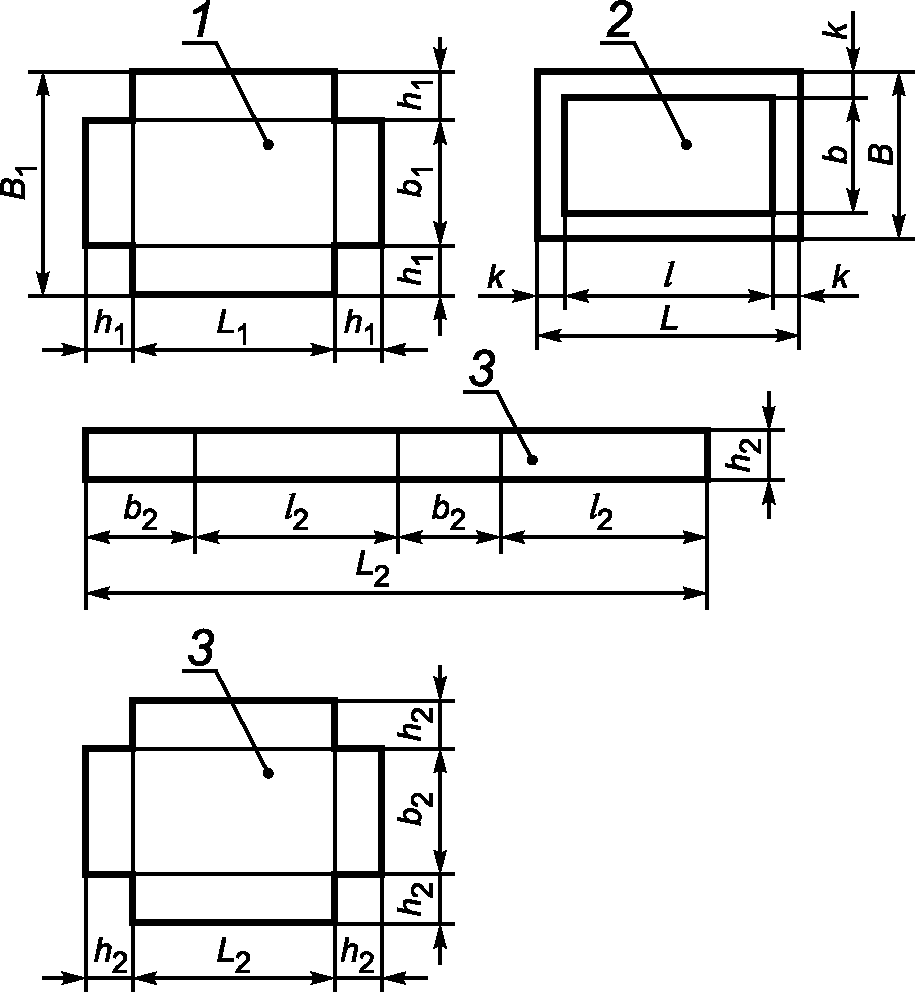 1
2
k
h₁
B₁
b₁
b
B
h₁
k
l
k
h₁
L₁
h₁
L
3
h₂
b₂
l₂
b₂
l₂
L₂
3
h₂
b₂
h₂
h₂
L₂
h₂